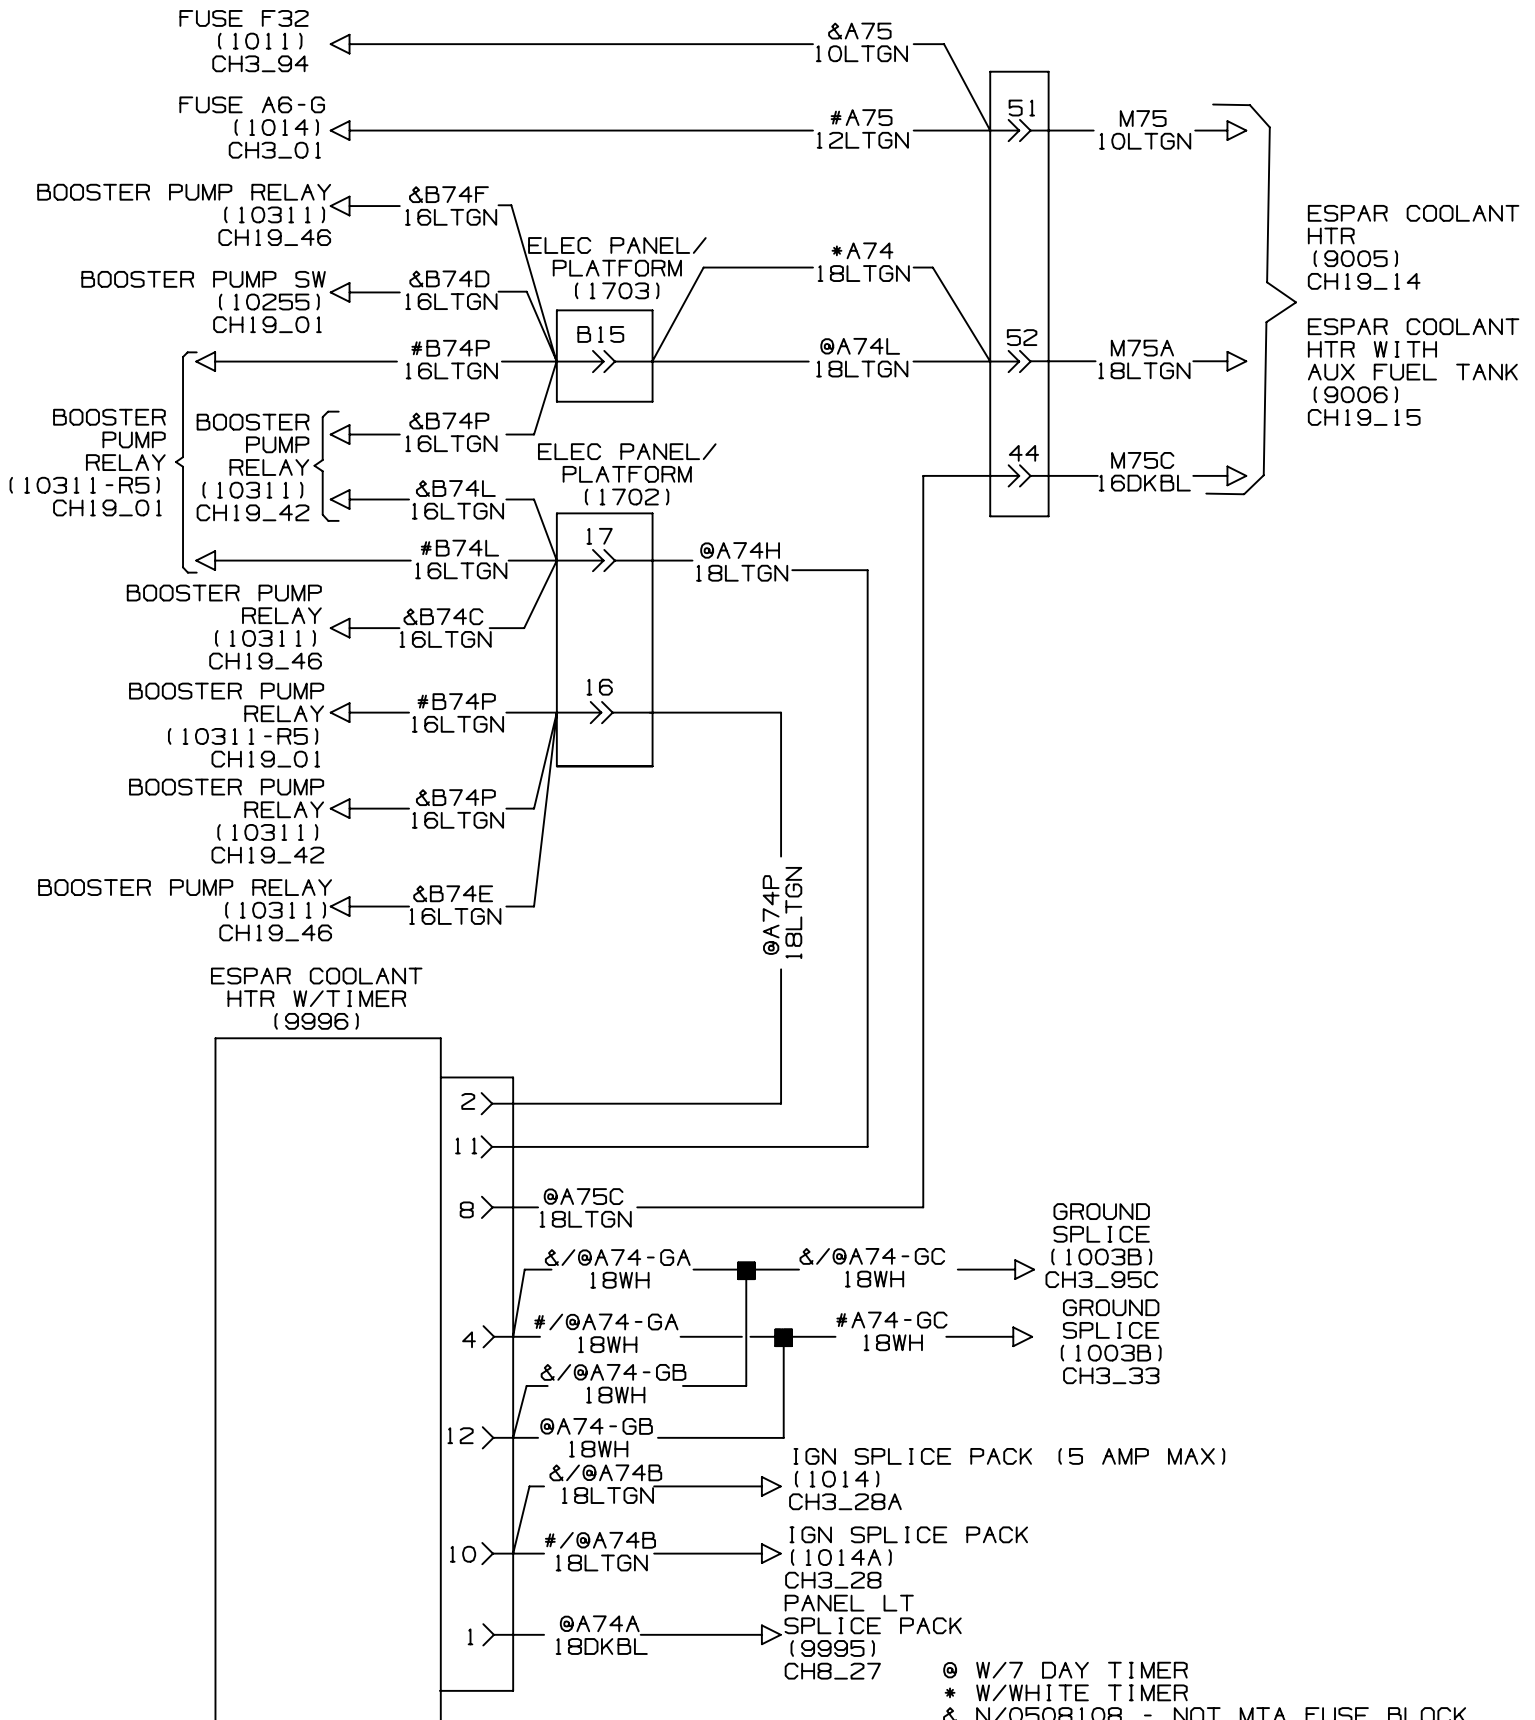 FUSE F32
(1011)
CH3_94
&A75
10LTGN
FUSE A6-G
(1014)
CH3_01
#A75
12LTGN
51
M75
10LTGN
BOOSTER PUMP RELAY
(10311)
CH19_46
&B74F
16LTGN
ELEC PANEL/
PLATFORM
(1703)
*A74
18LTGN
ESPAR COOLANT
HTR
(9005)
CH19_14
BOOSTER PUMP SW
(10255)
CH19_01
&B74D
16LTGN
B15
#B74P
16LTGN
@A74L
18LTGN
52
M75A
18LTGN
ESPAR COOLANT
HTR WITH
AUX FUEL TANK
(9006)
CH19_15
BOOSTER
PUMP
RELAY
(10311-R5)
CH19_01
BOOSTER
PUMP
RELAY
(10311)
CH19_42
&B74P
16LTGN
ELEC PANEL/
PLATFORM
(1702)
44
M75C
16DKBL
&B74L
16LTGN
17
#B74L
16LTGN
@A74H
18LTGN
BOOSTER PUMP
RELAY
(10311)
CH19_46
&B74C
16LTGN
BOOSTER PUMP
RELAY
(10311-R5)
CH19_01
#B74P
16LTGN
16
BOOSTER PUMP
RELAY
(10311)
CH19_42
&B74P
16LTGN
BOOSTER PUMP RELAY
(10311)
CH19_46
&B74E
16LTGN
@A74P
18LTGN
ESPAR COOLANT
HTR W/TIMER
(9996)
2
11
8
@A75C
18LTGN
&/@A74-GA
18WH
&/@A74-GC
18WH
GROUND
SPLICE
(1003B)
CH3_95C
4
#/@A74-GA
18WH
#A74-GC
18WH
GROUND
SPLICE
(1003B)
CH3_33
&/@A74-GB
18WH
12
@A74-GB
18WH
&/@A74B
18LTGN
IGN SPLICE PACK (5 AMP MAX)
(1014)
CH3_28A
10
#/@A74B
18LTGN
IGN SPLICE PACK
(1014A)
CH3_28
1
@A74A
18DKBL
PANEL LT
SPLICE PACK
(9995)
CH8_27
@ W/7 DAY TIMER
* W/WHITE TIMER
& N/0508108 - NOT MTA FUSE BLOCK